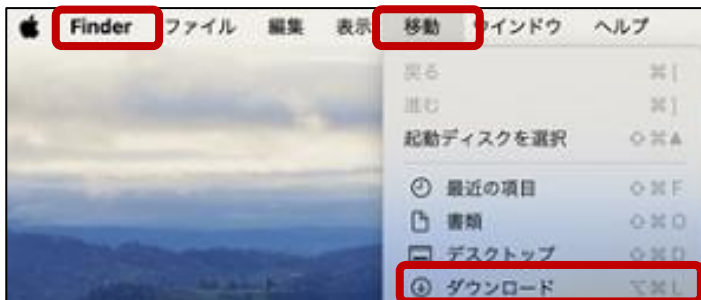 Finder ファイル 編集 表示 移動 ウインドウ ヘルプ
戻る ⌘[
進む ⌘]
起動ディスクを選択 ⇧⌘▲
最近の項目 ⇧⌘F
書類 ⇧⌘O
デスクトップ ⇧⌘D
ダウンロード ⌥⌘L